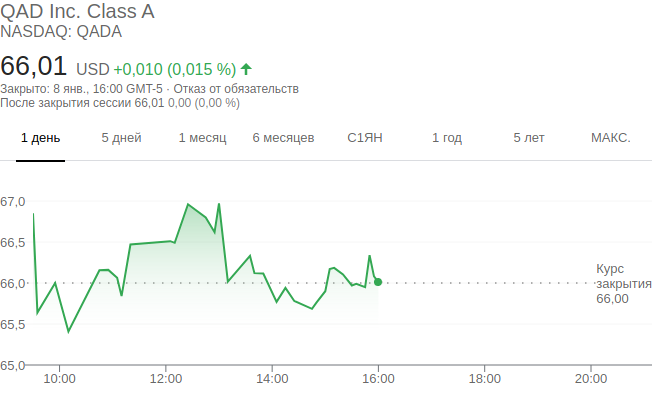 QAD Inc. Class A
NASDAQ: QADA
66,01 USD +0,010 (0,015 %)
Закрыто: 8 янв., 16:00 GMT-5 · Отказ от обязательств
После закрытия сессии 66,01 0,00 (0,00 %)
1 день 5 дней 1 месяц 6 месяцев С1ЯН 1 год 5 лет МАКС.
67,0
66,5
66,0
65,5
65,0
Курс
закрытия
66,00
10:00 12:00 14:00 16:00 18:00 20:00